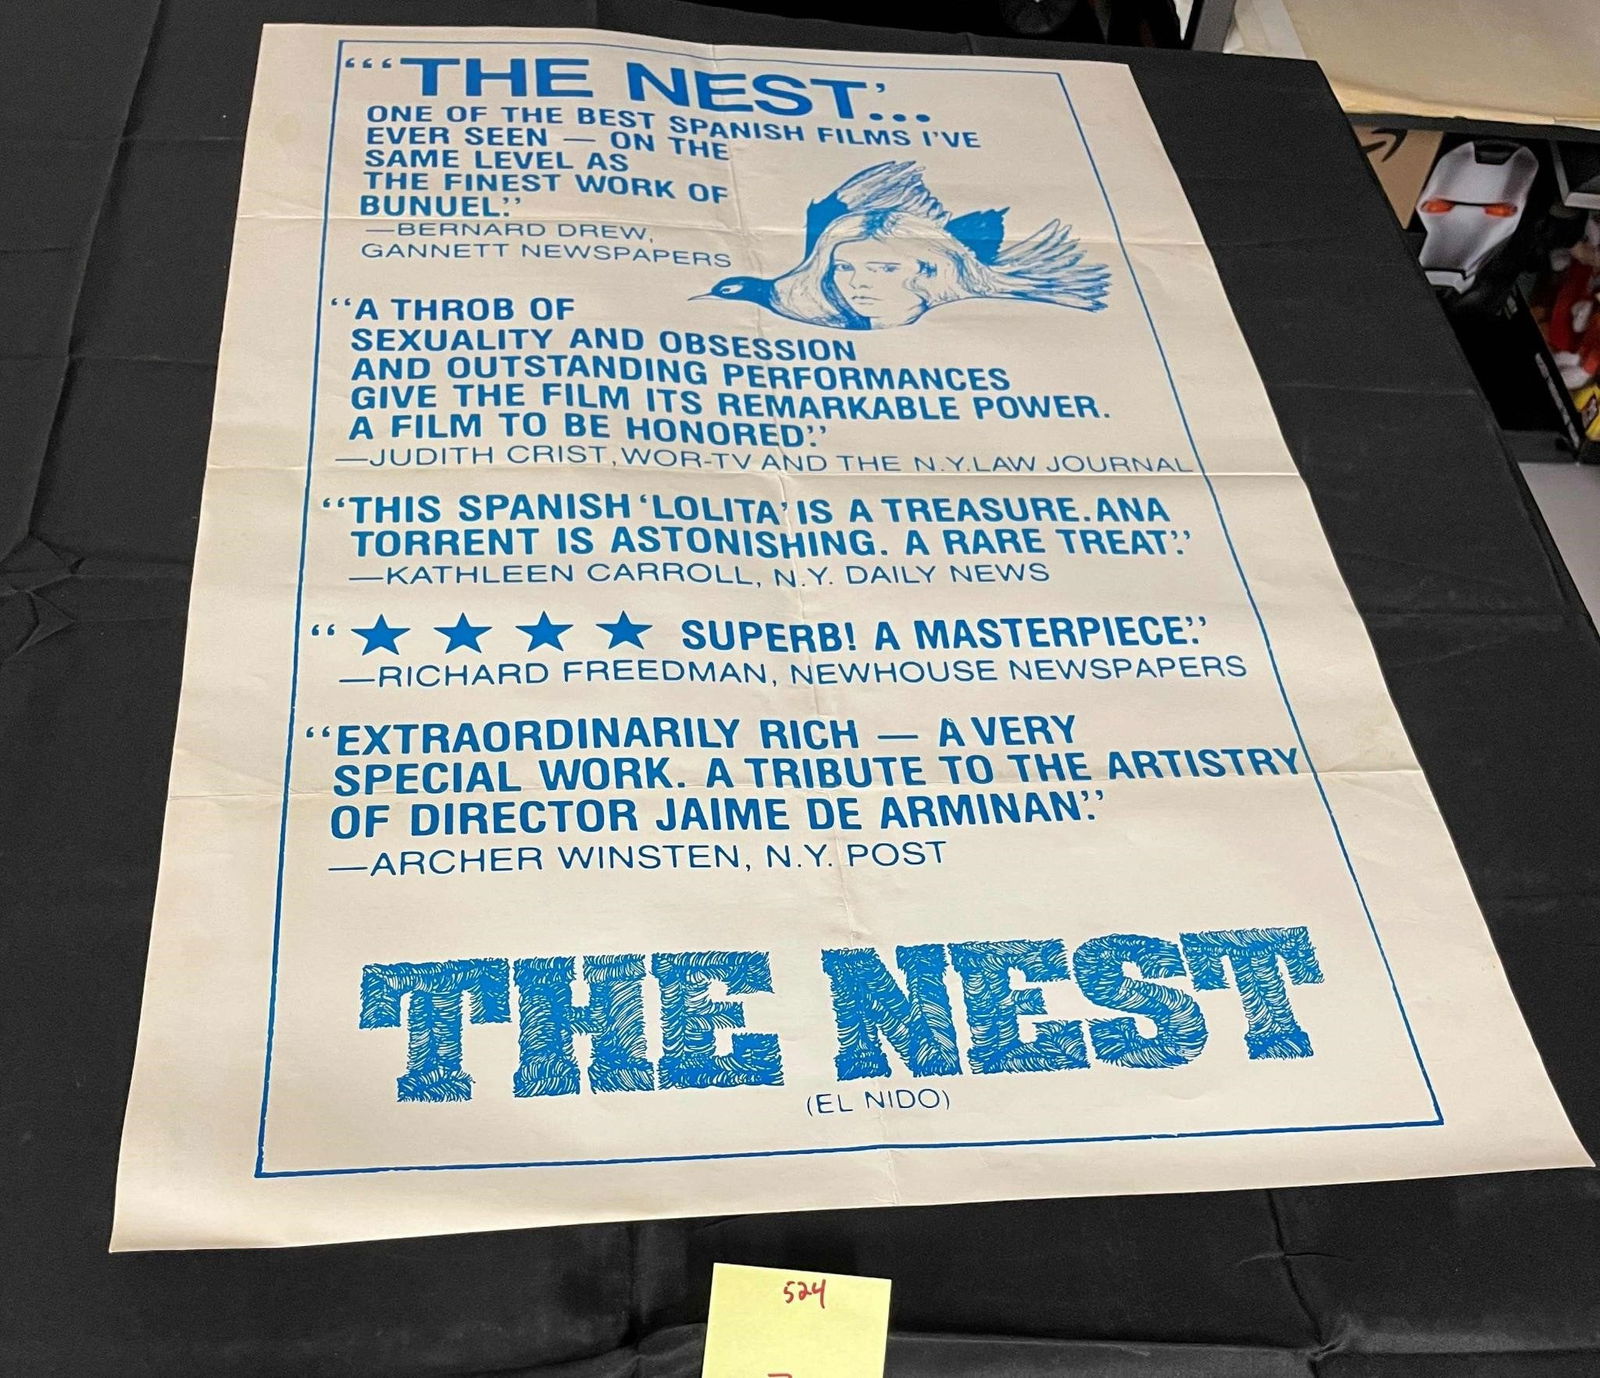 “‘THE NEST’...
ONE OF THE BEST SPANISH FILMS I'VE
EVER SEEN — ON THE
SAME LEVEL AS
THE FINEST WORK OF
BUNUEL.”
—BERNARD DREW,
GANNETT NEWSPAPERS
“A THROB OF
SEXUALITY AND OBSESSION
AND OUTSTANDING PERFORMANCES
GIVE THE FILM ITS REMARKABLE POWER.
A FILM TO BE HONORED.”
—JUDITH CRIST, WOR-TV AND THE N.Y. LAW JOURNAL
“THIS SPANISH ‘LOLITA’ IS A TREASURE. ANA
TORRENT IS ASTONISHING. A RARE TREAT.”
—KATHLEEN CARROLL, N.Y. DAILY NEWS
“★ ★ ★ ★ SUPERB! A MASTERPIECE.”
—RICHARD FREEDMAN, NEWHOUSE NEWSPAPERS
“EXTRAORDINARILY RICH — A VERY
SPECIAL WORK. A TRIBUTE TO THE ARTISTRY
OF DIRECTOR JAIME DE ARMINAN.”
—ARCHER WINSTEN, N.Y. POST
THE NEST
(EL NIDO)
524